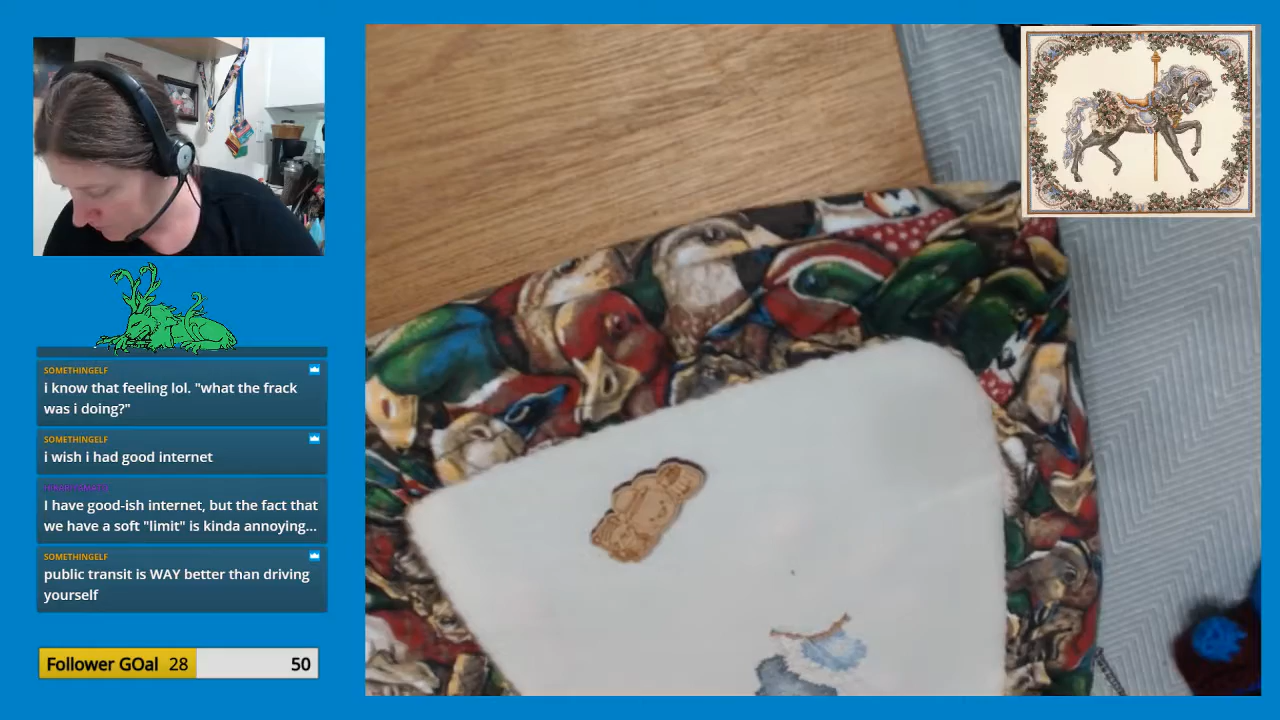 SOMETHINGELF
i know that feeling lol. "what the frack
was i doing?"
SOMETHINGELF
i wish i had good internet
I have good-ish internet, but the fact that
we have a soft "limit" is kinda annoying...
SOMETHINGELF
public transit is WAY better than driving
yourself
Follower GOal 28 50